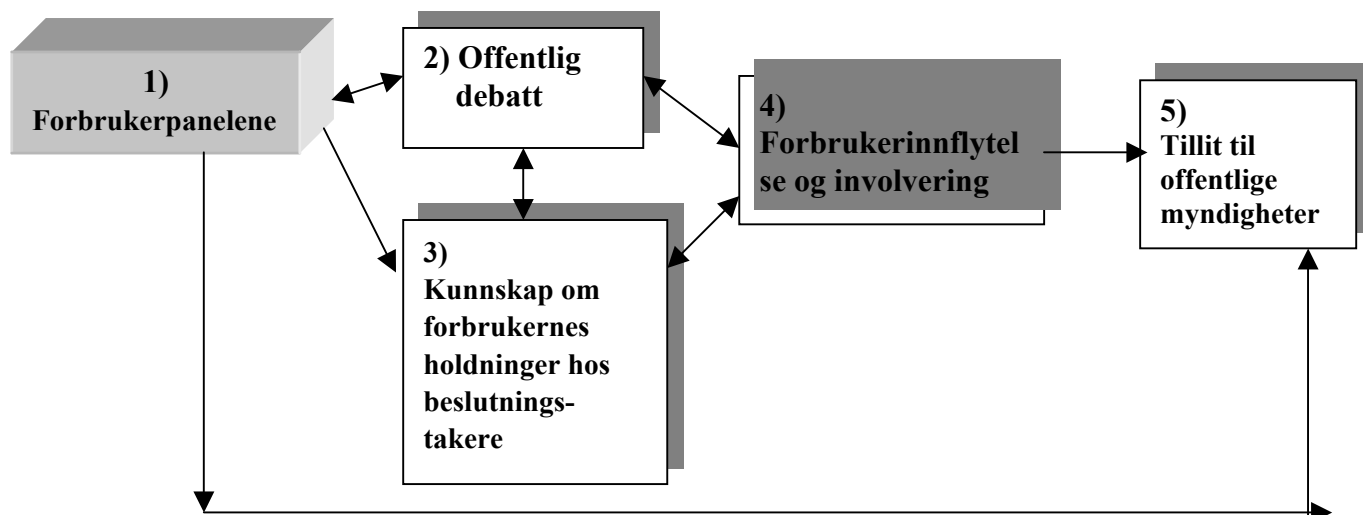 1)
Forbrukerpanelene
2) Offentlig
debatt
3)
Kunnskap om
forbrukernes
holdninger hos
beslutnings-
takere
4)
Forbrukerinnflytel
se og involvering
5)
Tillit til
offentlige
myndigheter